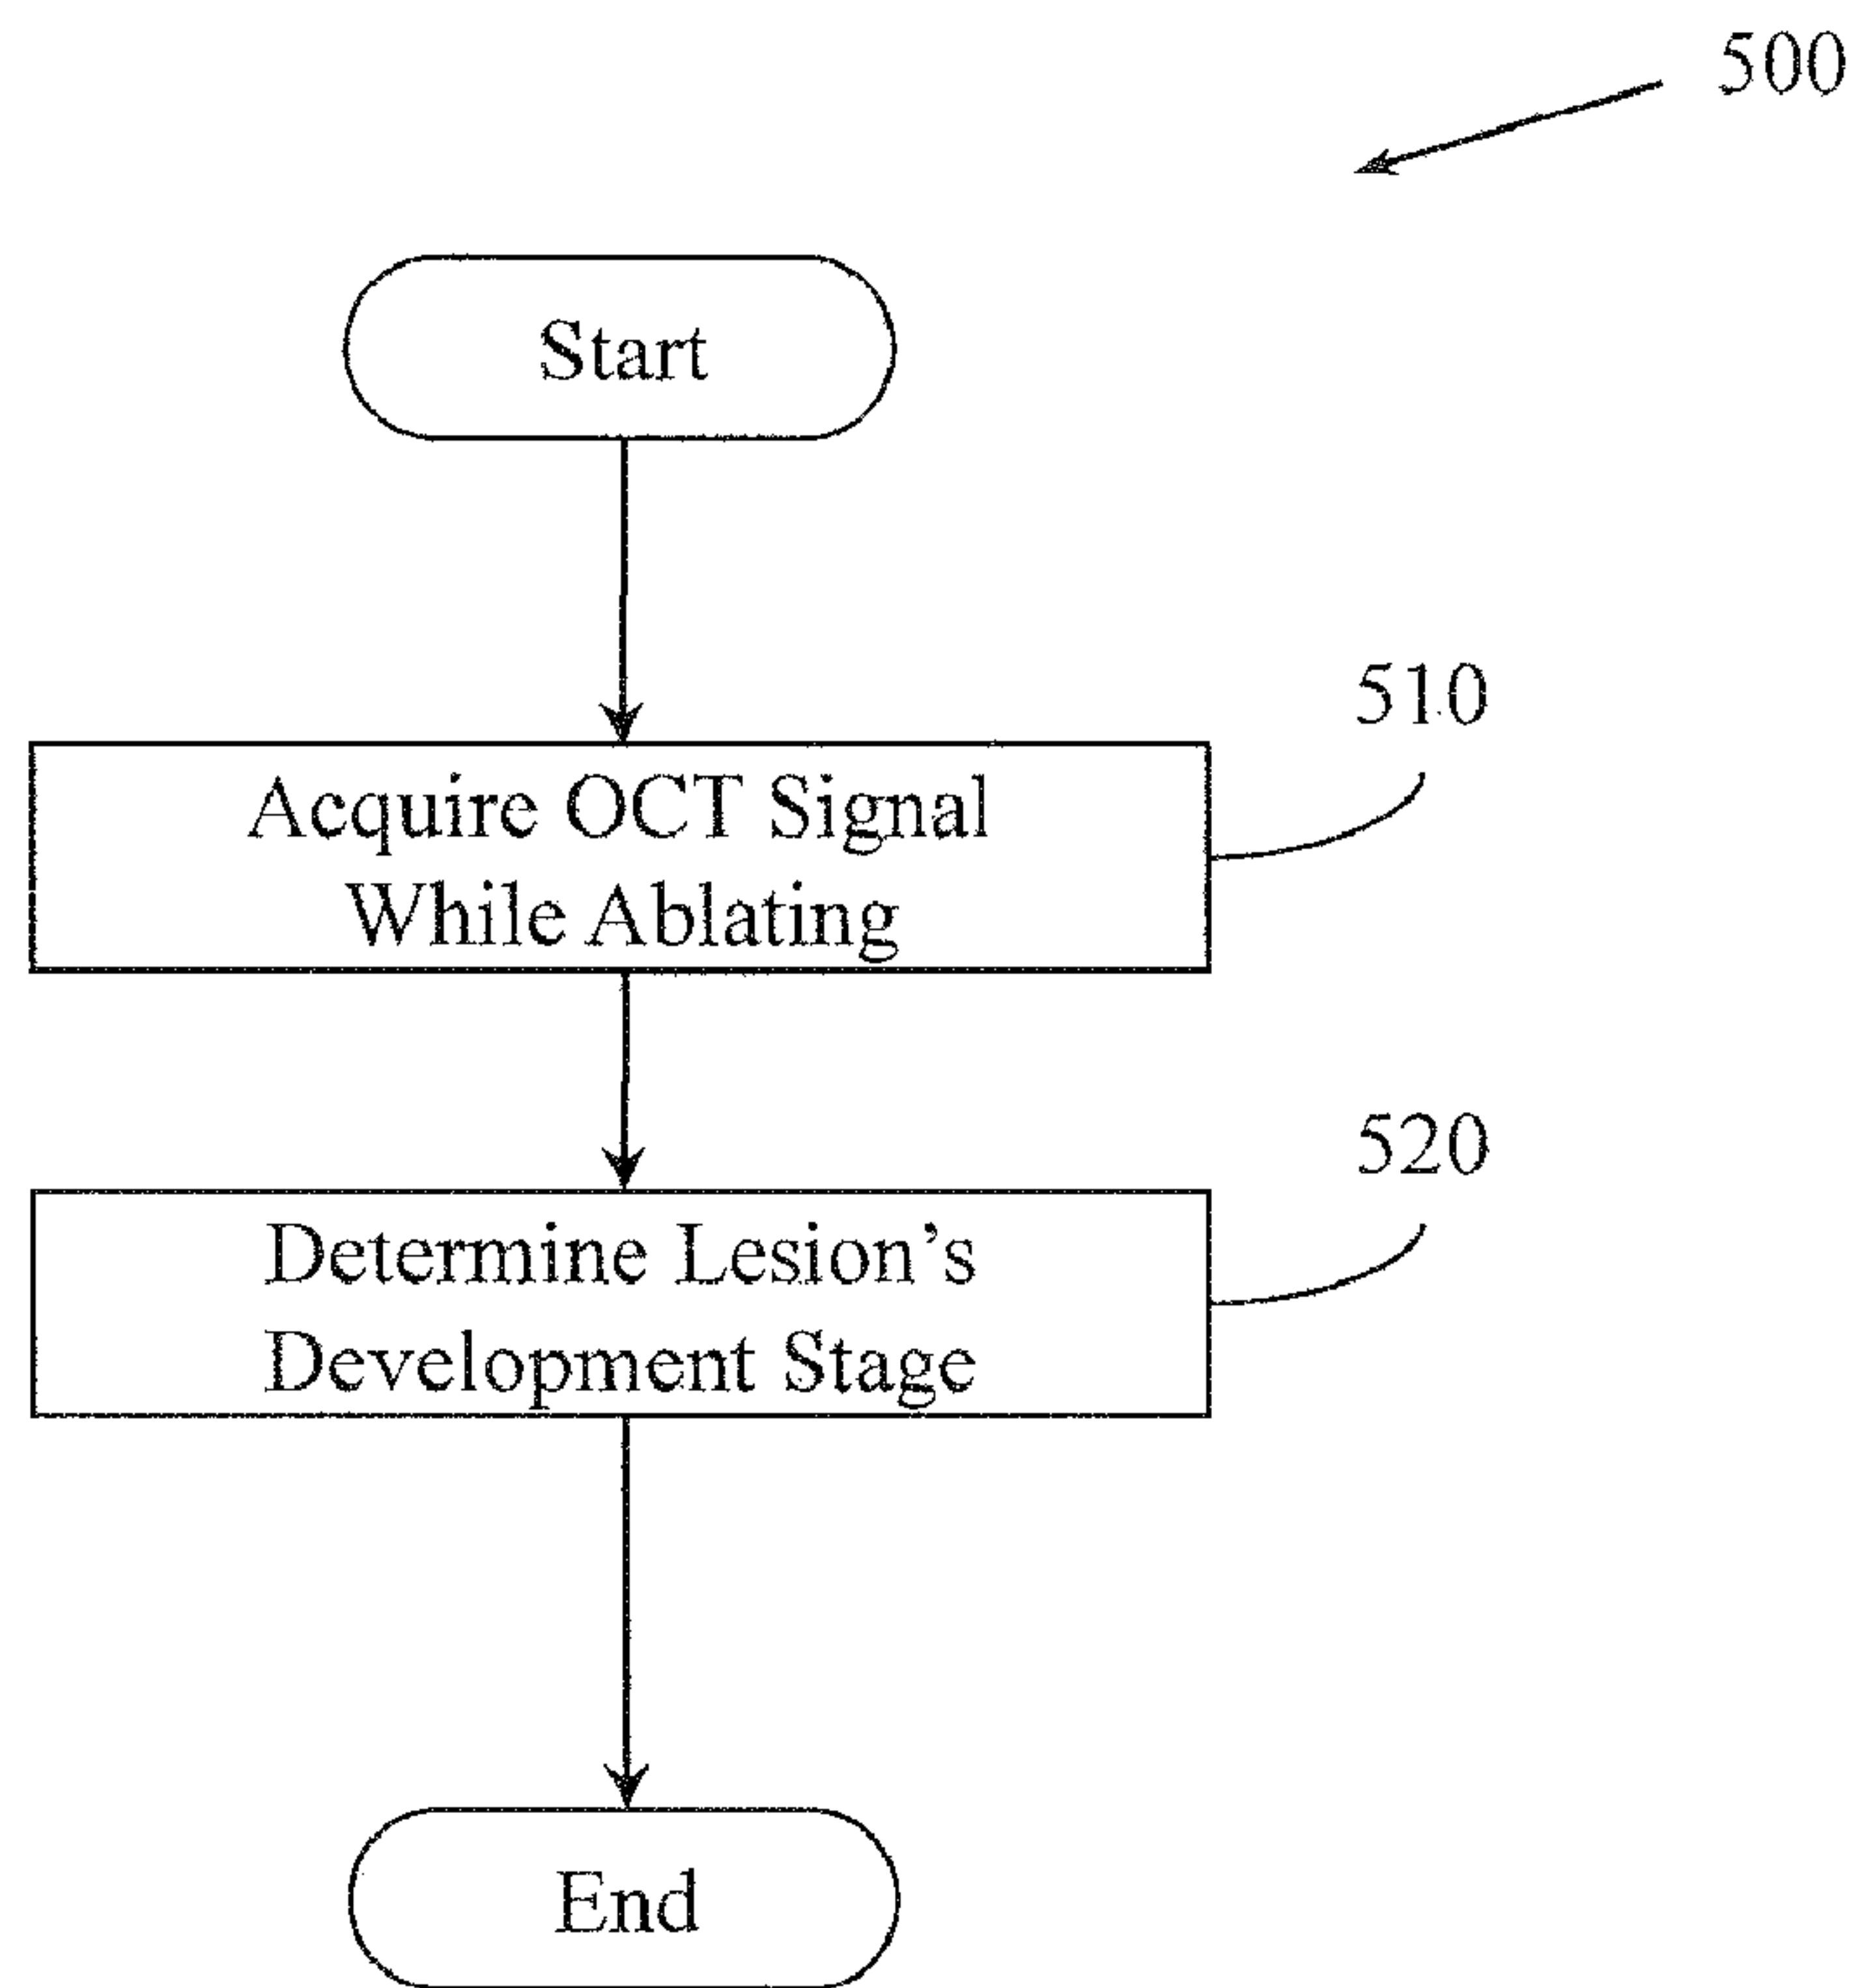 500
Start
510
Acquire OCT Signal
While Ablating
520
Determine Lesion’s
Development Stage
End